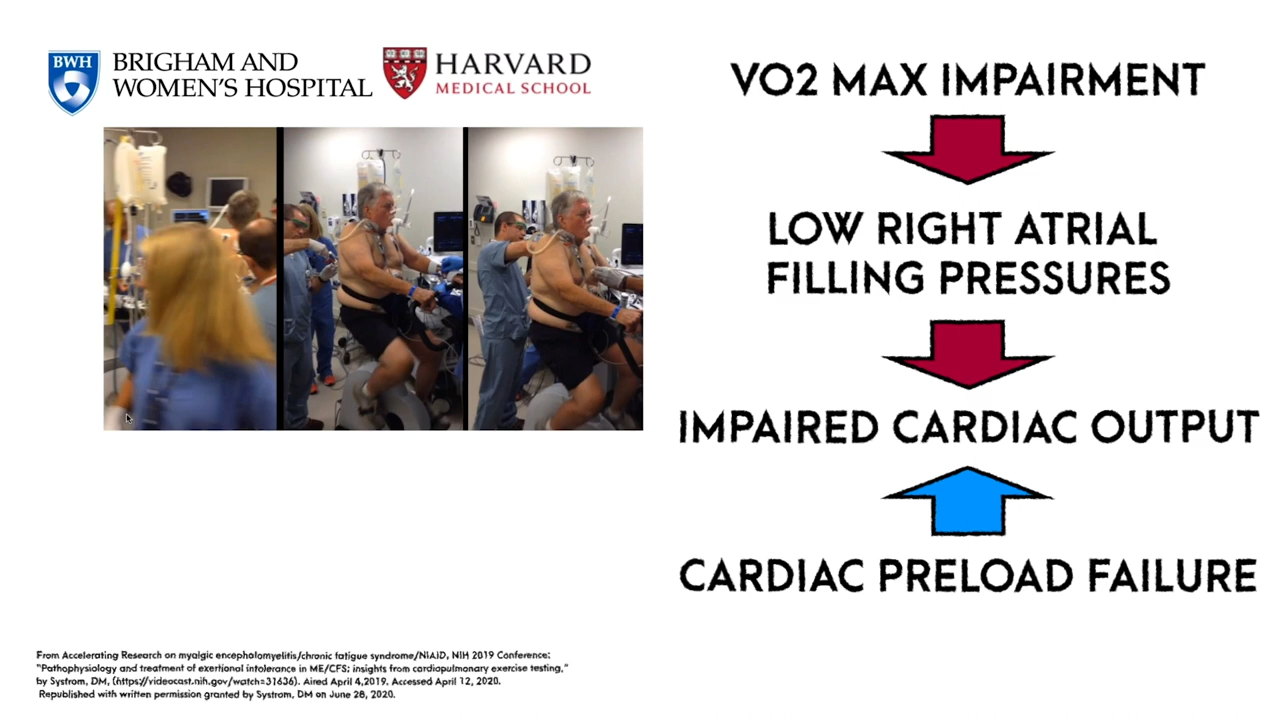 BWH
BRIGHAM AND
WOMEN'S HOSPITAL
HARVARD
MEDICAL SCHOOL
VO2 MAX IMPAIRMENT
LOW RIGHT ATRIAL
FILLING PRESSURES
IMPAIRED CARDIAC OUTPUT
CARDIAC PRELOAD FAILURE
From Accelerating Research on myalgic encephalomyelitis/chronic fatigue syndrome/NIAID, NIH 2019 Conference:
"Pathophysiology and treatment of exertional intolerance in ME/CFS; insights from cardiopulmonary exercise testing,"
by Systrom, DM, (https://videocast.nih.gov/watch=31636). Aired April 4,2019. Accessed April 12, 2020.
Republished with written permission granted by Systrom, DM on June 28, 2020.